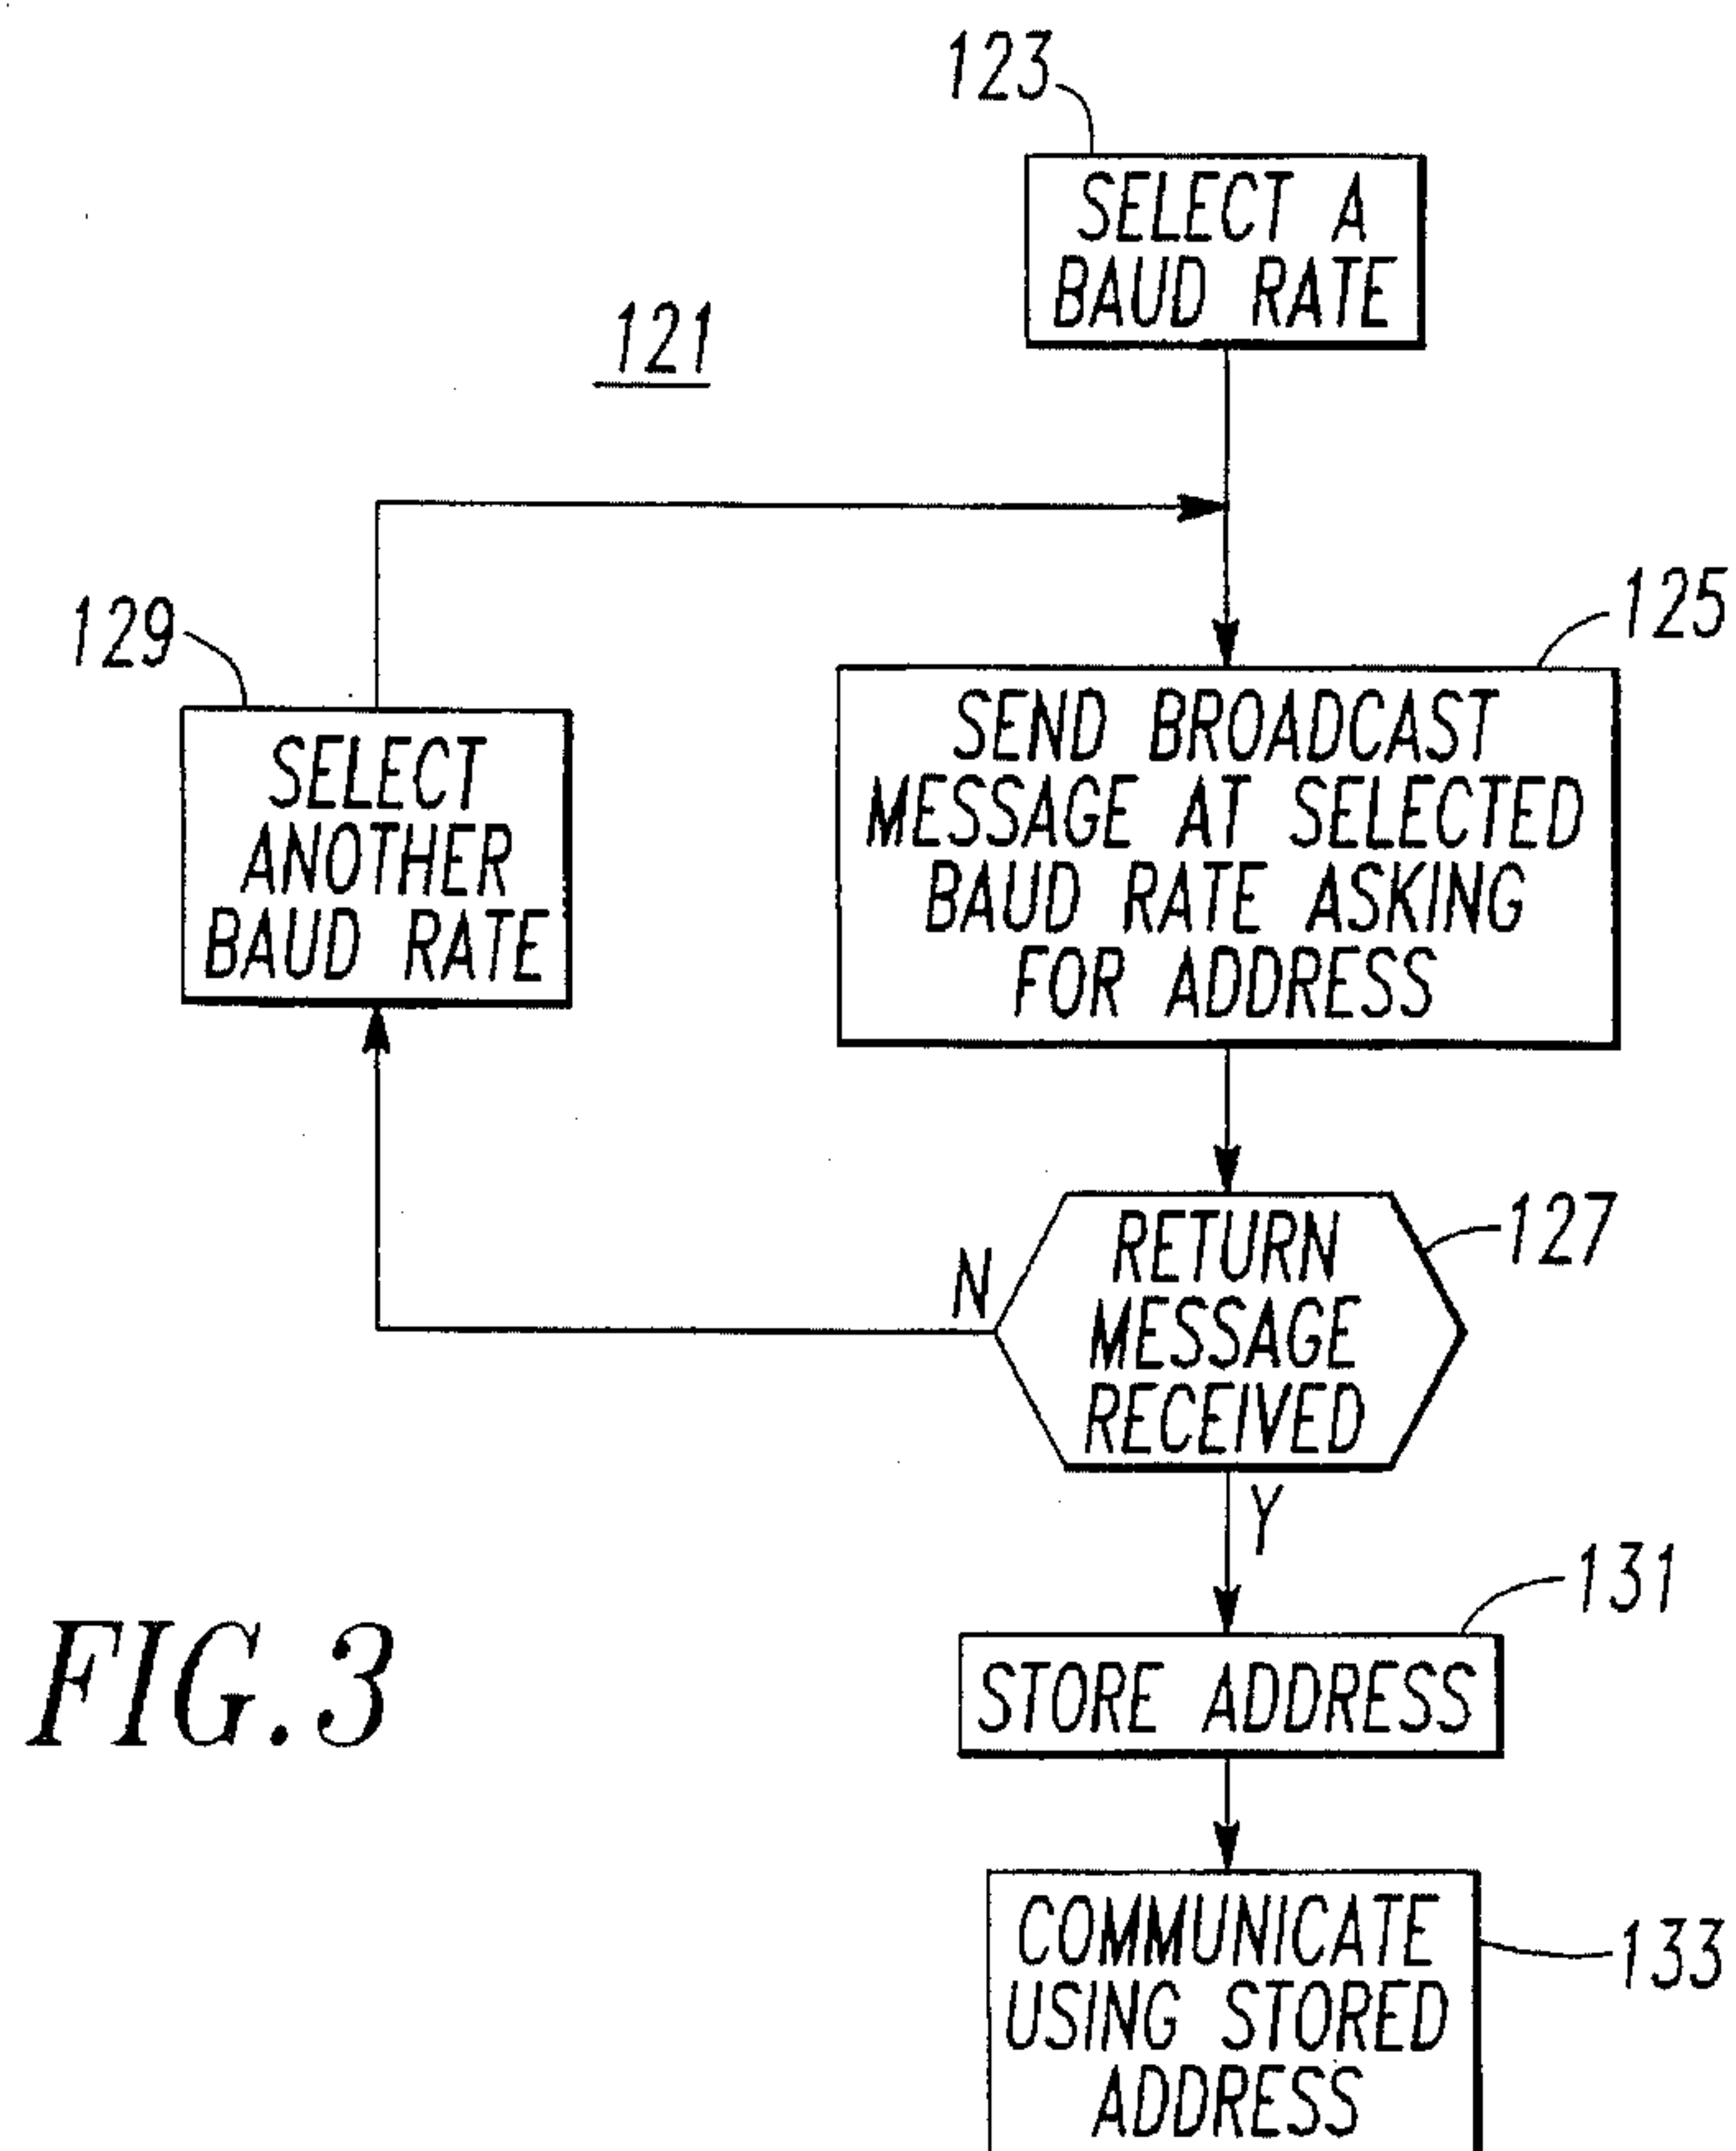 123
SELECT A
BAUD RATE
121
129
SELECT
ANOTHER
BAUD RATE
125
SEND BROADCAST
MESSAGE AT SELECTED
BAUD RATE ASKING
FOR ADDRESS
N
RETURN
MESSAGE
RECEIVED
127
Y
131
STORE ADDRESS
FIG.3
COMMUNICATE
USING STORED
ADDRESS
133